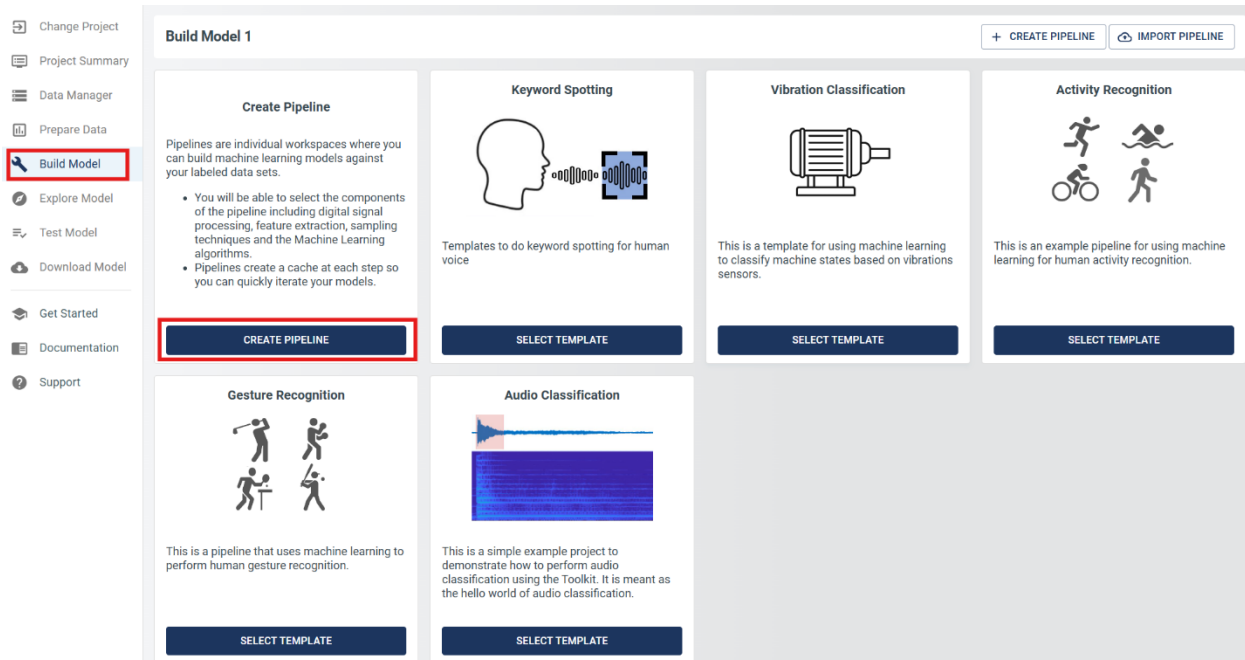 Change Project
Project Summary
Data Manager
Prepare Data
Build Model
Explore Model
Test Model
Download Model
Get Started
Documentation
Support
Build Model 1
+ CREATE PIPELINE
IMPORT PIPELINE
Create Pipeline
Pipelines are individual workspaces where you
can build machine learning models against
your labeled data sets.
• You will be able to select the components
of the pipeline including digital signal
processing, feature extraction, sampling
techniques and the Machine Learning
algorithms.
• Pipelines create a cache at each step so
you can quickly iterate your models.
CREATE PIPELINE
Keyword Spotting
Templates to do keyword spotting for human
voice
SELECT TEMPLATE
Vibration Classification
This is a template for using machine learning
to classify machine states based on vibrations
sensors.
SELECT TEMPLATE
Activity Recognition
This is an example pipeline for using machine
learning for human activity recognition.
SELECT TEMPLATE
Gesture Recognition
This is a pipeline that uses machine learning to
perform human gesture recognition.
SELECT TEMPLATE
Audio Classification
This is a simple example project to
demonstrate how to perform audio
classification using the Toolkit. It is meant as
the hello world of audio classification.
SELECT TEMPLATE